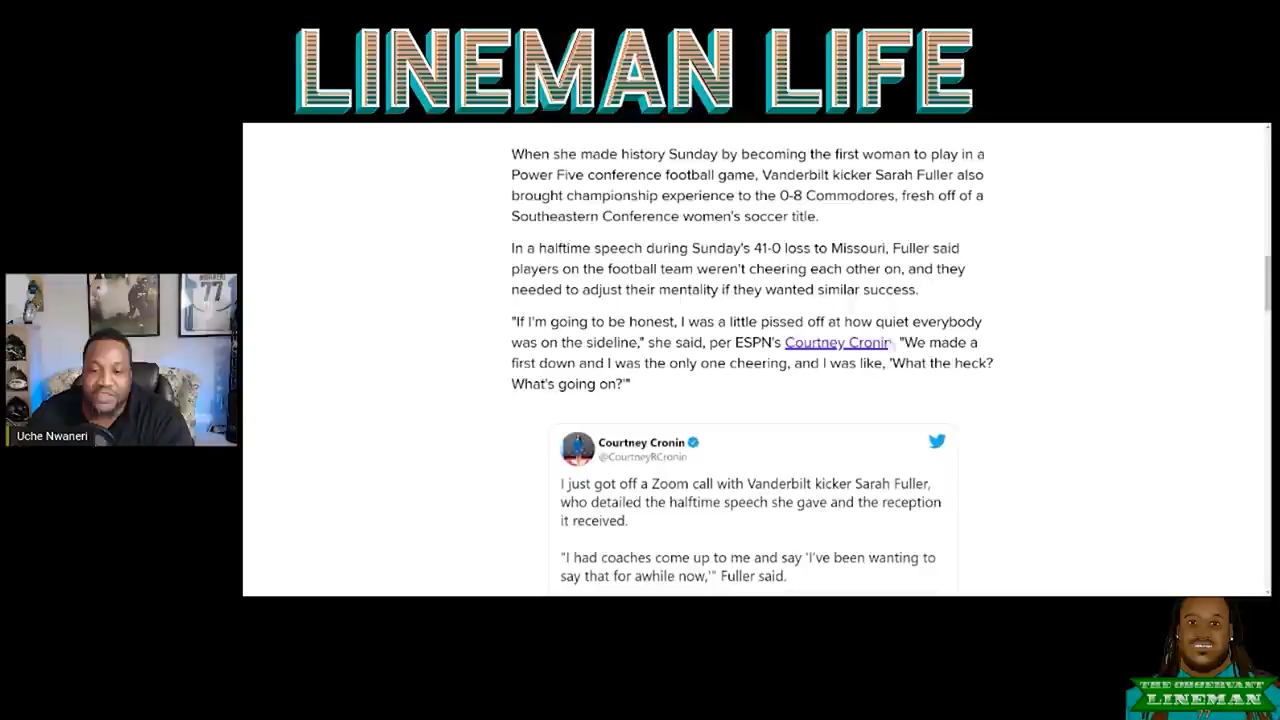 LINEMAN LIFE
When she made history Sunday by becoming the first woman to play in a
Power Five conference football game, Vanderbilt kicker Sarah Fuller also
brought championship experience to the 0-8 Commodores, fresh off of a
Southeastern Conference women's soccer title.
In a halftime speech during Sunday's 41-0 loss to Missouri, Fuller said
players on the football team weren't cheering each other on, and they
needed to adjust their mentality if they wanted similar success.
"If I'm going to be honest, I was a little pissed off at how quiet everybody
was on the sideline," she said, per ESPN's Courtney Cronin "We made a
first down and I was the only one cheering, and I was like, 'What the heck?
What's going on?'"
77
Uche Nwaneri
Courtney Cronin
@CourtneyRCronin
I just got off a Zoom call with Vanderbilt kicker Sarah Fuller,
who detailed the halftime speech she gave and the reception
it received.
"I had coaches come up to me and say 'I've been wanting to
say that for awhile now,'" Fuller said.
THE OBSERVANT
LINEMAN